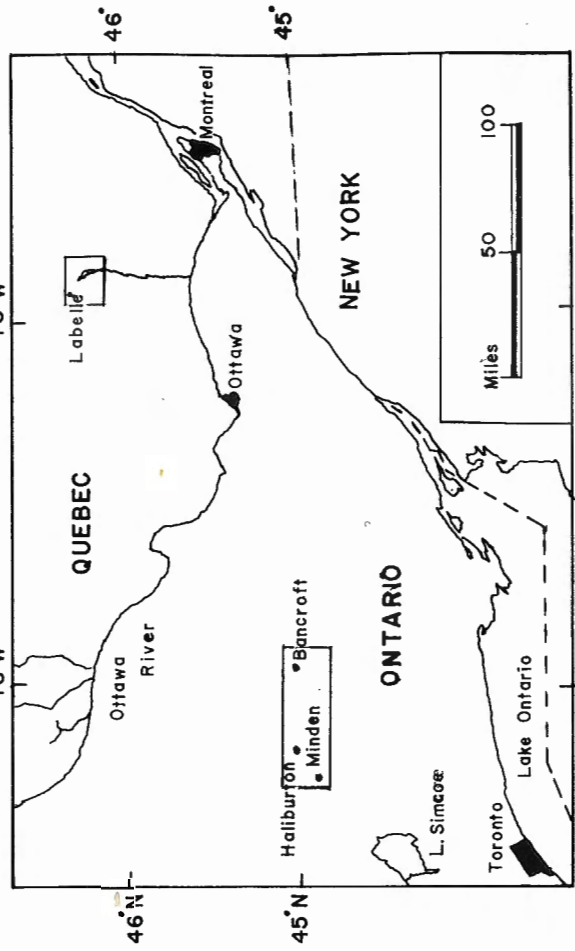 Labelle
QUEBEC
46°N
46°
Ottawa
River
Montreal
Ottawa
45°N
45°
Haliburton
Bancroft
Minden
NEW YORK
ONTARIO
L. Simcoe
Miles 50 100
Toronto
Lake Ontario